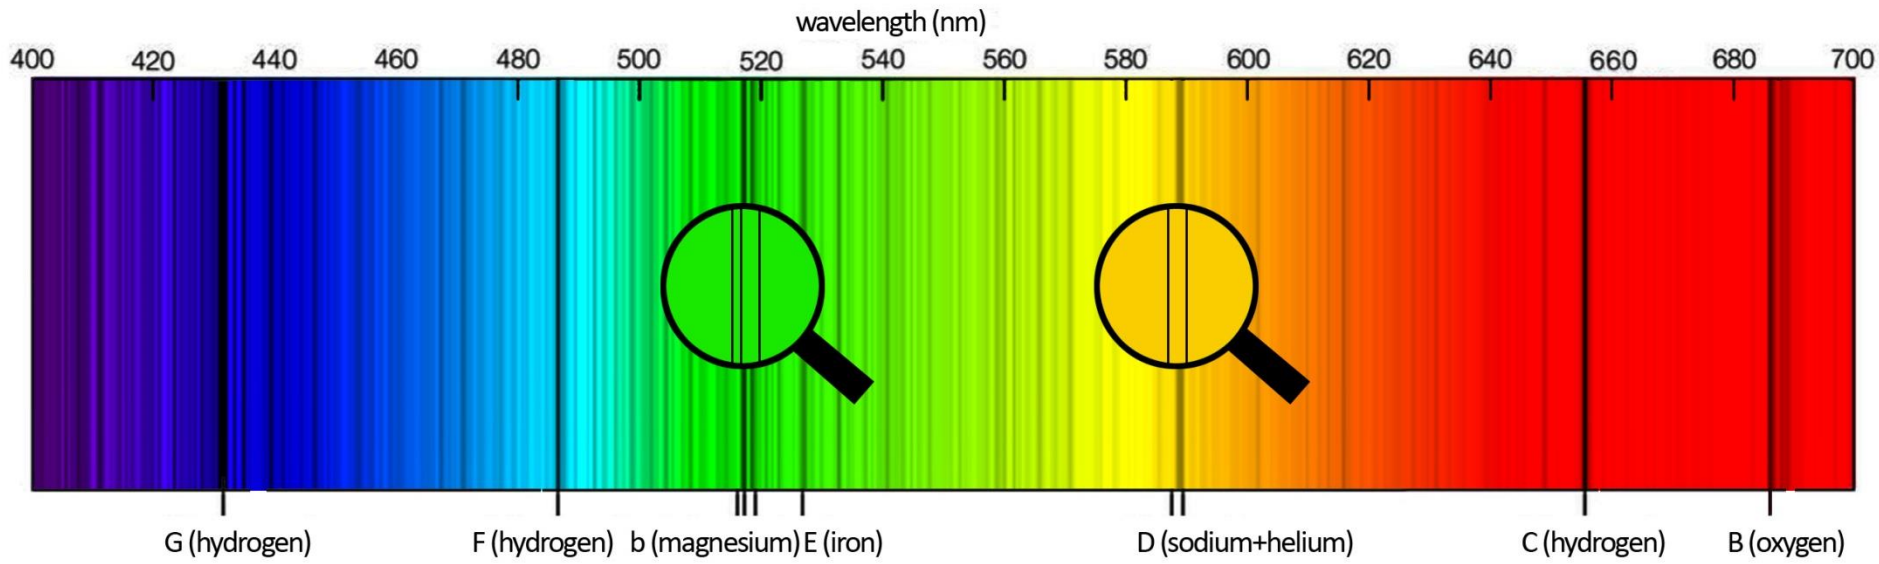 wavelength (nm)
400 420 440 460 480 500 520 540 560 580 600 620 640 660 680 700
G (hydrogen) F (hydrogen) b (magnesium) E (iron) D (sodium+helium) C (hydrogen) B (oxygen)